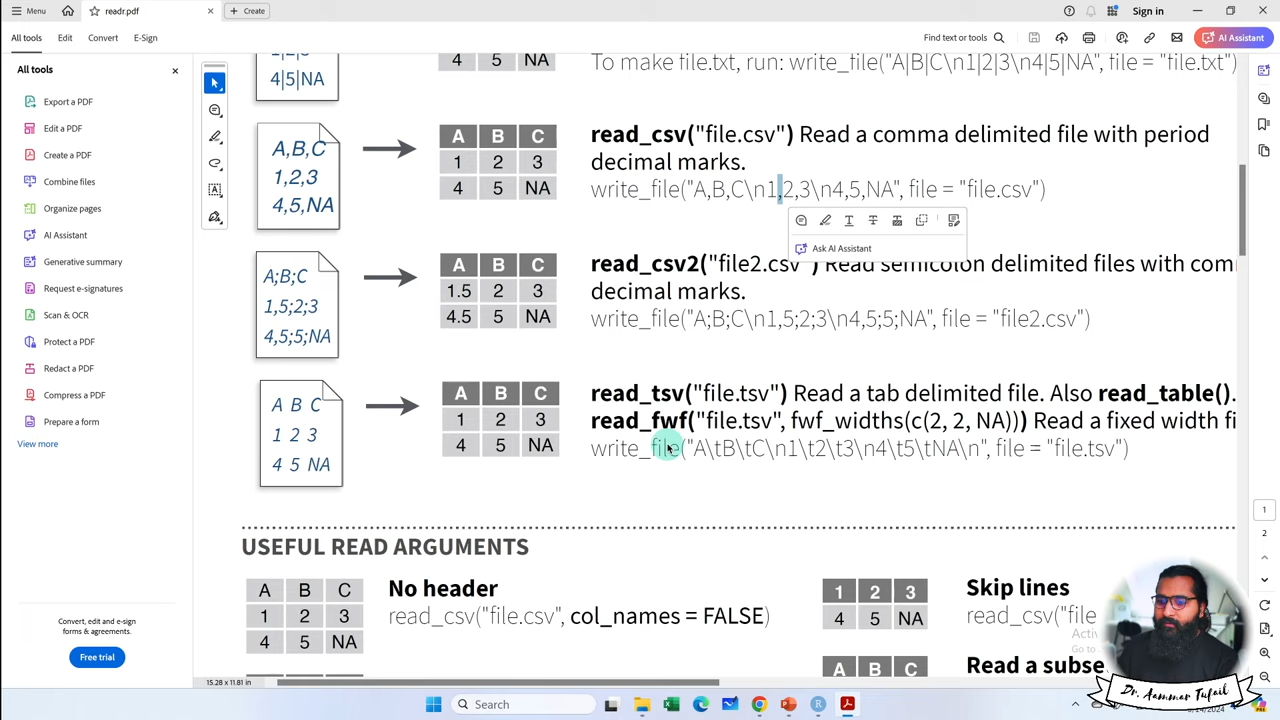 Menu
readr.pdf
Create
Sign in
All tools
Edit
Convert
E-Sign
Find text or tools
AI Assistant
All tools
Export a PDF
Edit a PDF
Create a PDF
Combine files
Organize pages
AI Assistant
Generative summary
Request e-signatures
Scan & OCR
Protect a PDF
Redact a PDF
Compress a PDF
Prepare a form
View more
Convert, edit and e-sign
forms & agreements.
Free trial
4|5|NA
4 5 NA
To make file.txt, run: write_file("A|B|C\n1|2|3\n4|5|NA", file = "file.txt")
A,B,C
1,2,3
4,5,NA
A B C
1 2 3
4 5 NA
read_csv("file.csv") Read a comma delimited file with period
decimal marks.
write_file("A,B,C\n1,2,3\n4,5,NA", file = "file.csv")
Ask AI Assistant
A;B;C
1,5;2;3
4,5;5;NA
A B C
1.5 2 3
4.5 5 NA
read_csv2("file2.csv") Read semicolon delimited files with com
decimal marks.
write_file("A;B;C\n1,5;2;3\n4,5;5;NA", file = "file2.csv")
A B C
1 2 3
4 5 NA
A B C
1 2 3
4 5 NA
read_tsv("file.tsv") Read a tab delimited file. Also read_table().
read_fwf("file.tsv", fwf_widths(c(2, 2, NA))) Read a fixed width fi
write_file("A\tB\tC\n1\t2\t3\n4\t5\tNA\n", file = "file.tsv")
USEFUL READ ARGUMENTS
A B C
1 2 3
4 5 NA
No header
read_csv("file.csv", col_names = FALSE)
1 2 3
4 5 NA
Skip lines
read_csv("file
A B C
Read a subse
1
2
15.28 x 11.81 in
Search
Dr. Aammar Tufail